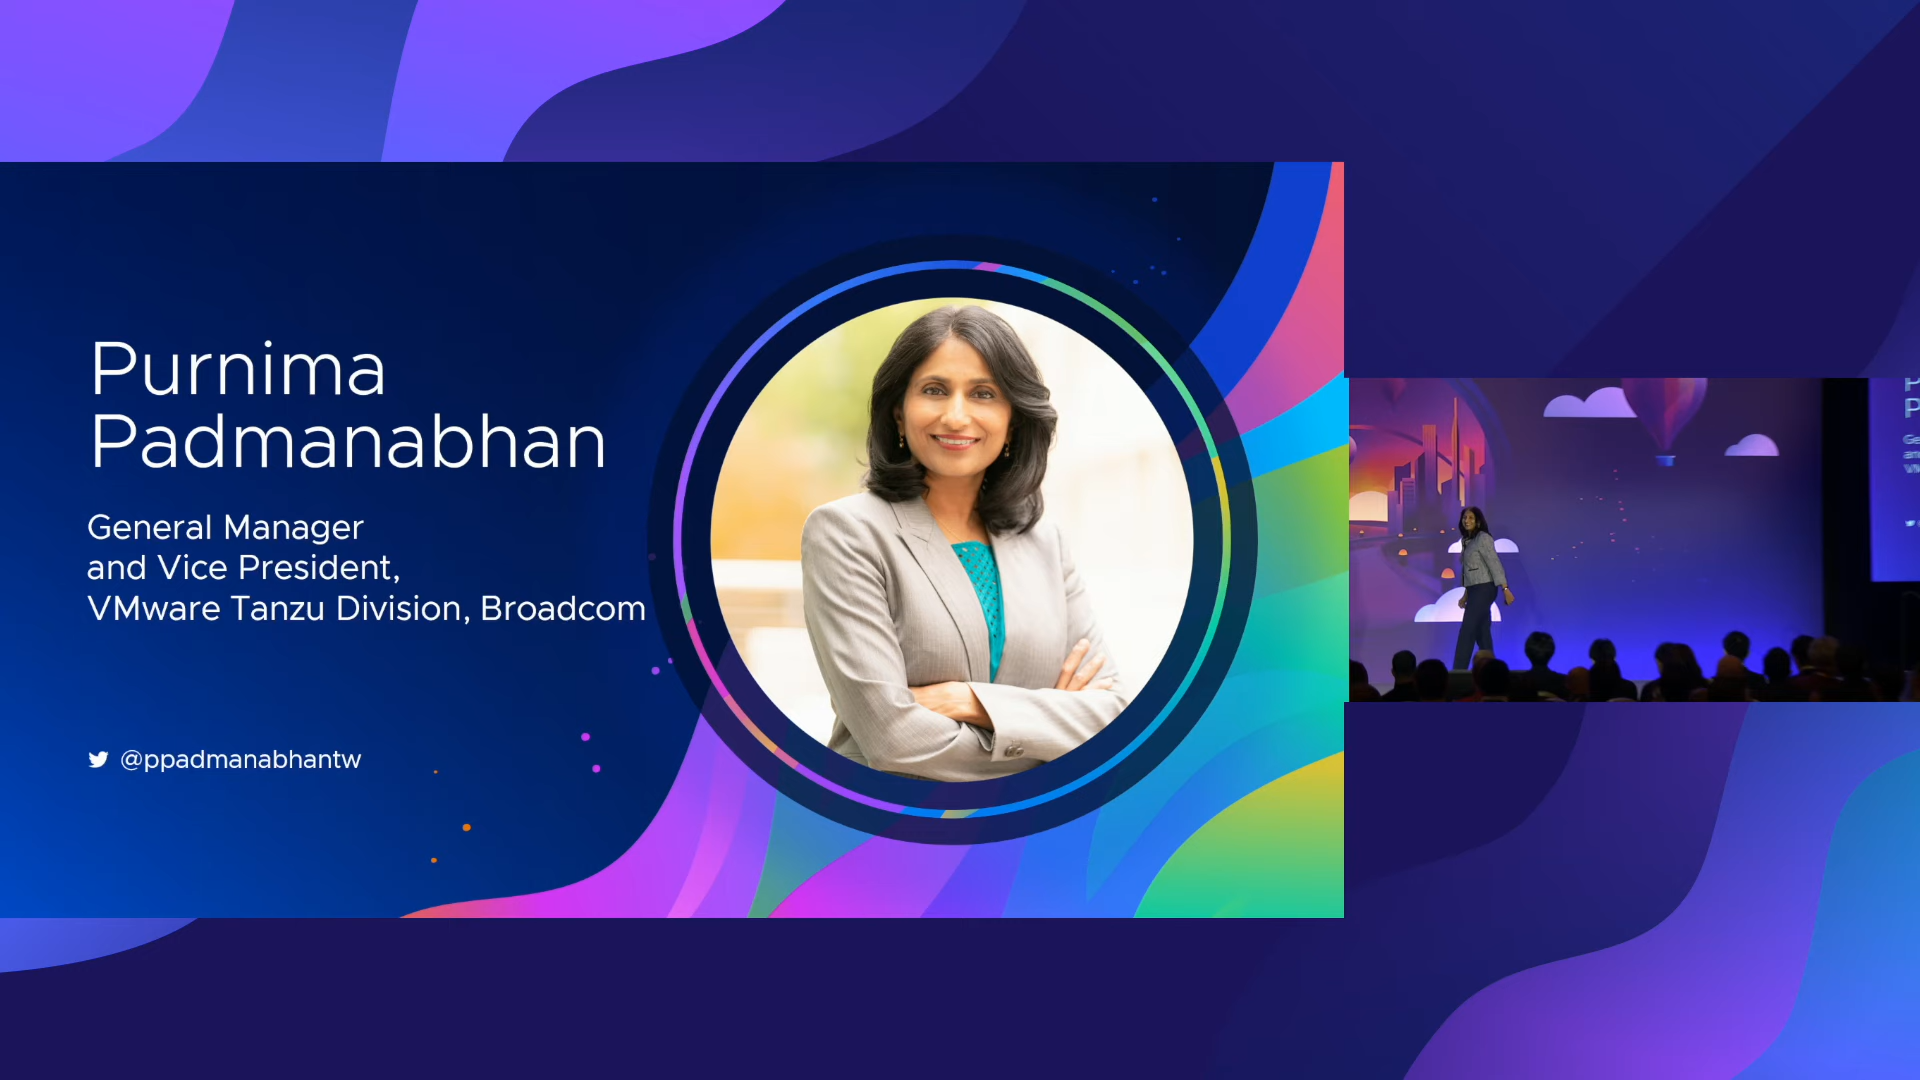 Purnima
Padmanabhan
General Manager
and Vice President,
VMware Tanzu Division, Broadcom
@ppadmanabhantw